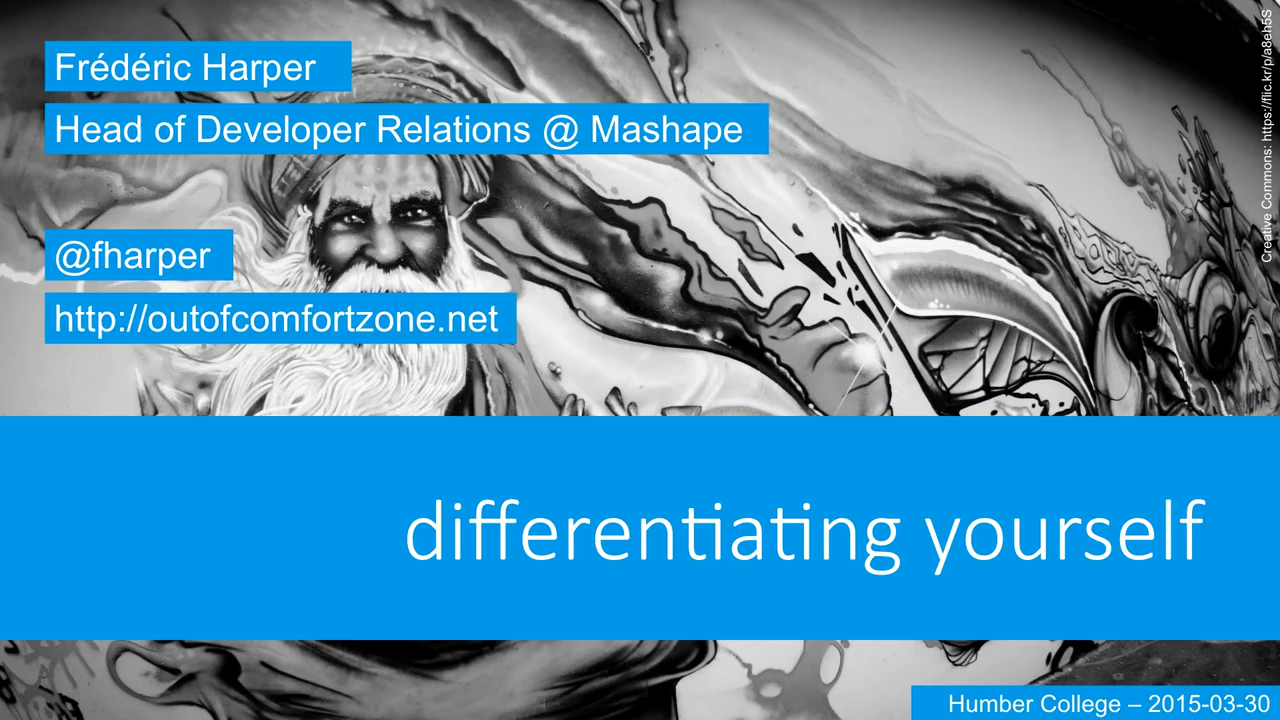 Frédéric Harper
Head of Developer Relations @ Mashape
@fharper
http://outofcomfortzone.net
Creative Commons: https://flic.kr/p/a8eh5S
differentiating yourself
Humber College – 2015-03-30